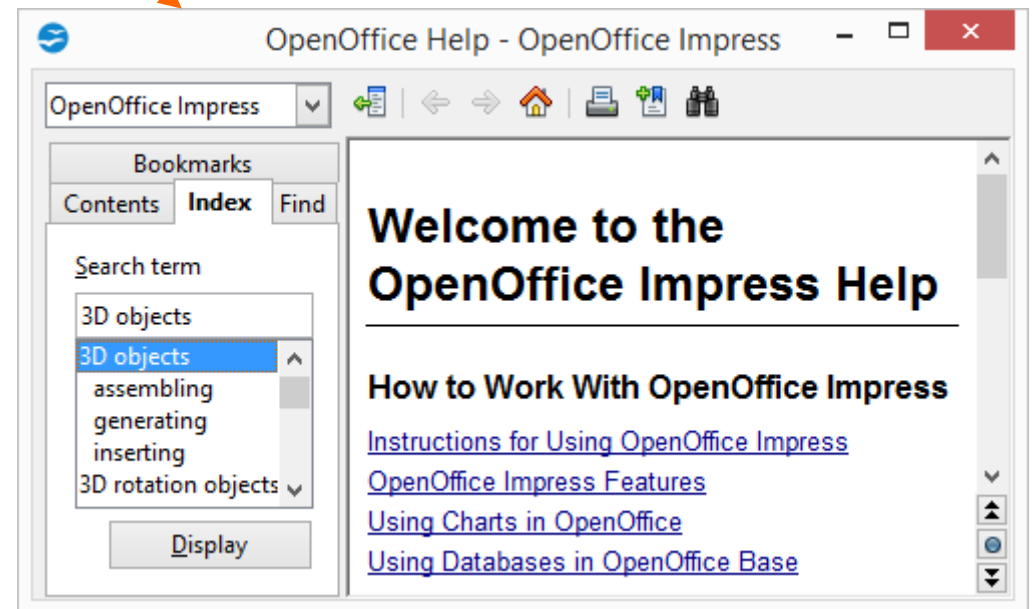 OpenOffice Help - OpenOffice Impress
OpenOffice Impress
Bookmarks
Contents Index Find
Search term
3D objects
3D objects
assembling
generating
inserting
3D rotation objects
Display
Welcome to the
OpenOffice Impress Help
How to Work With OpenOffice Impress
Instructions for Using OpenOffice Impress
OpenOffice Impress Features
Using Charts in OpenOffice
Using Databases in OpenOffice Base